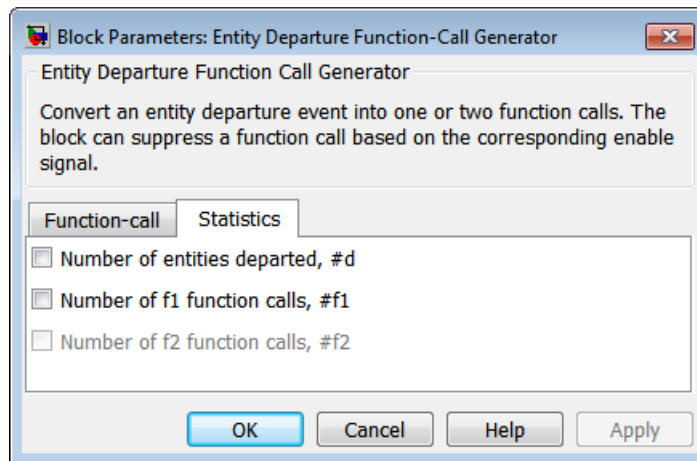 Block Parameters: Entity Departure Function-Call Generator
Entity Departure Function Call Generator
Convert an entity departure event into one or two function calls. The
block can suppress a function call based on the corresponding enable
signal.
Function-call Statistics
Number of entities departed, #d
Number of f1 function calls, #f1
Number of f2 function calls, #f2
OK Cancel Help Apply